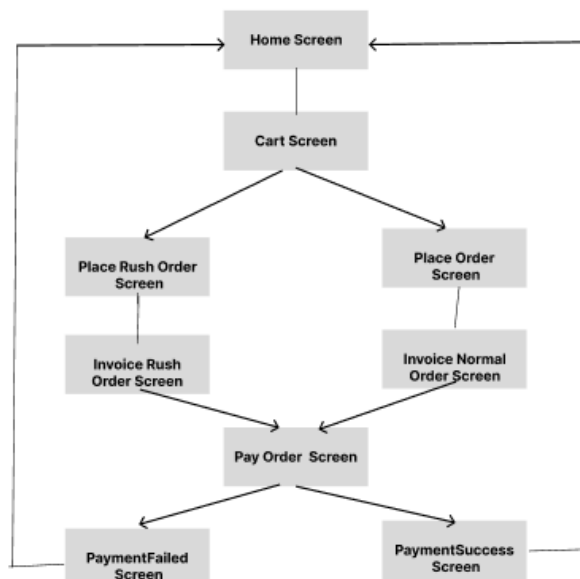 Home Screen
Cart Screen
Place Rush Order
Screen
Place Order
Screen
Invoice Rush
Order Screen
Invoice Normal
Order Screen
Pay Order Screen
PaymentFailed
Screen
PaymentSuccess
Screen